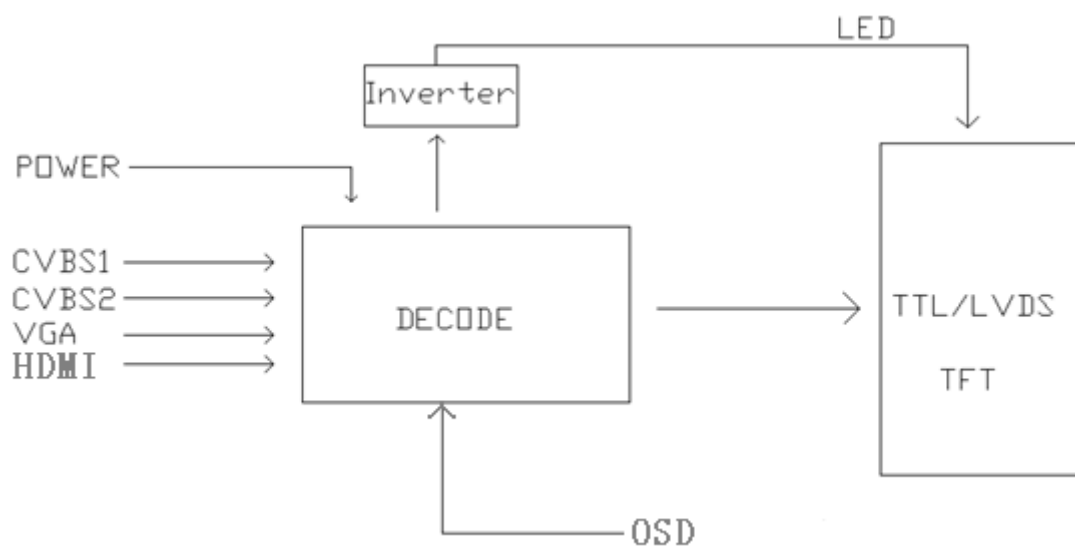 LED
Inverter
POWER
CVBS1
CVBS2
VGA
HDMI
DECODE
TTL/LVDS
TFT
OSD